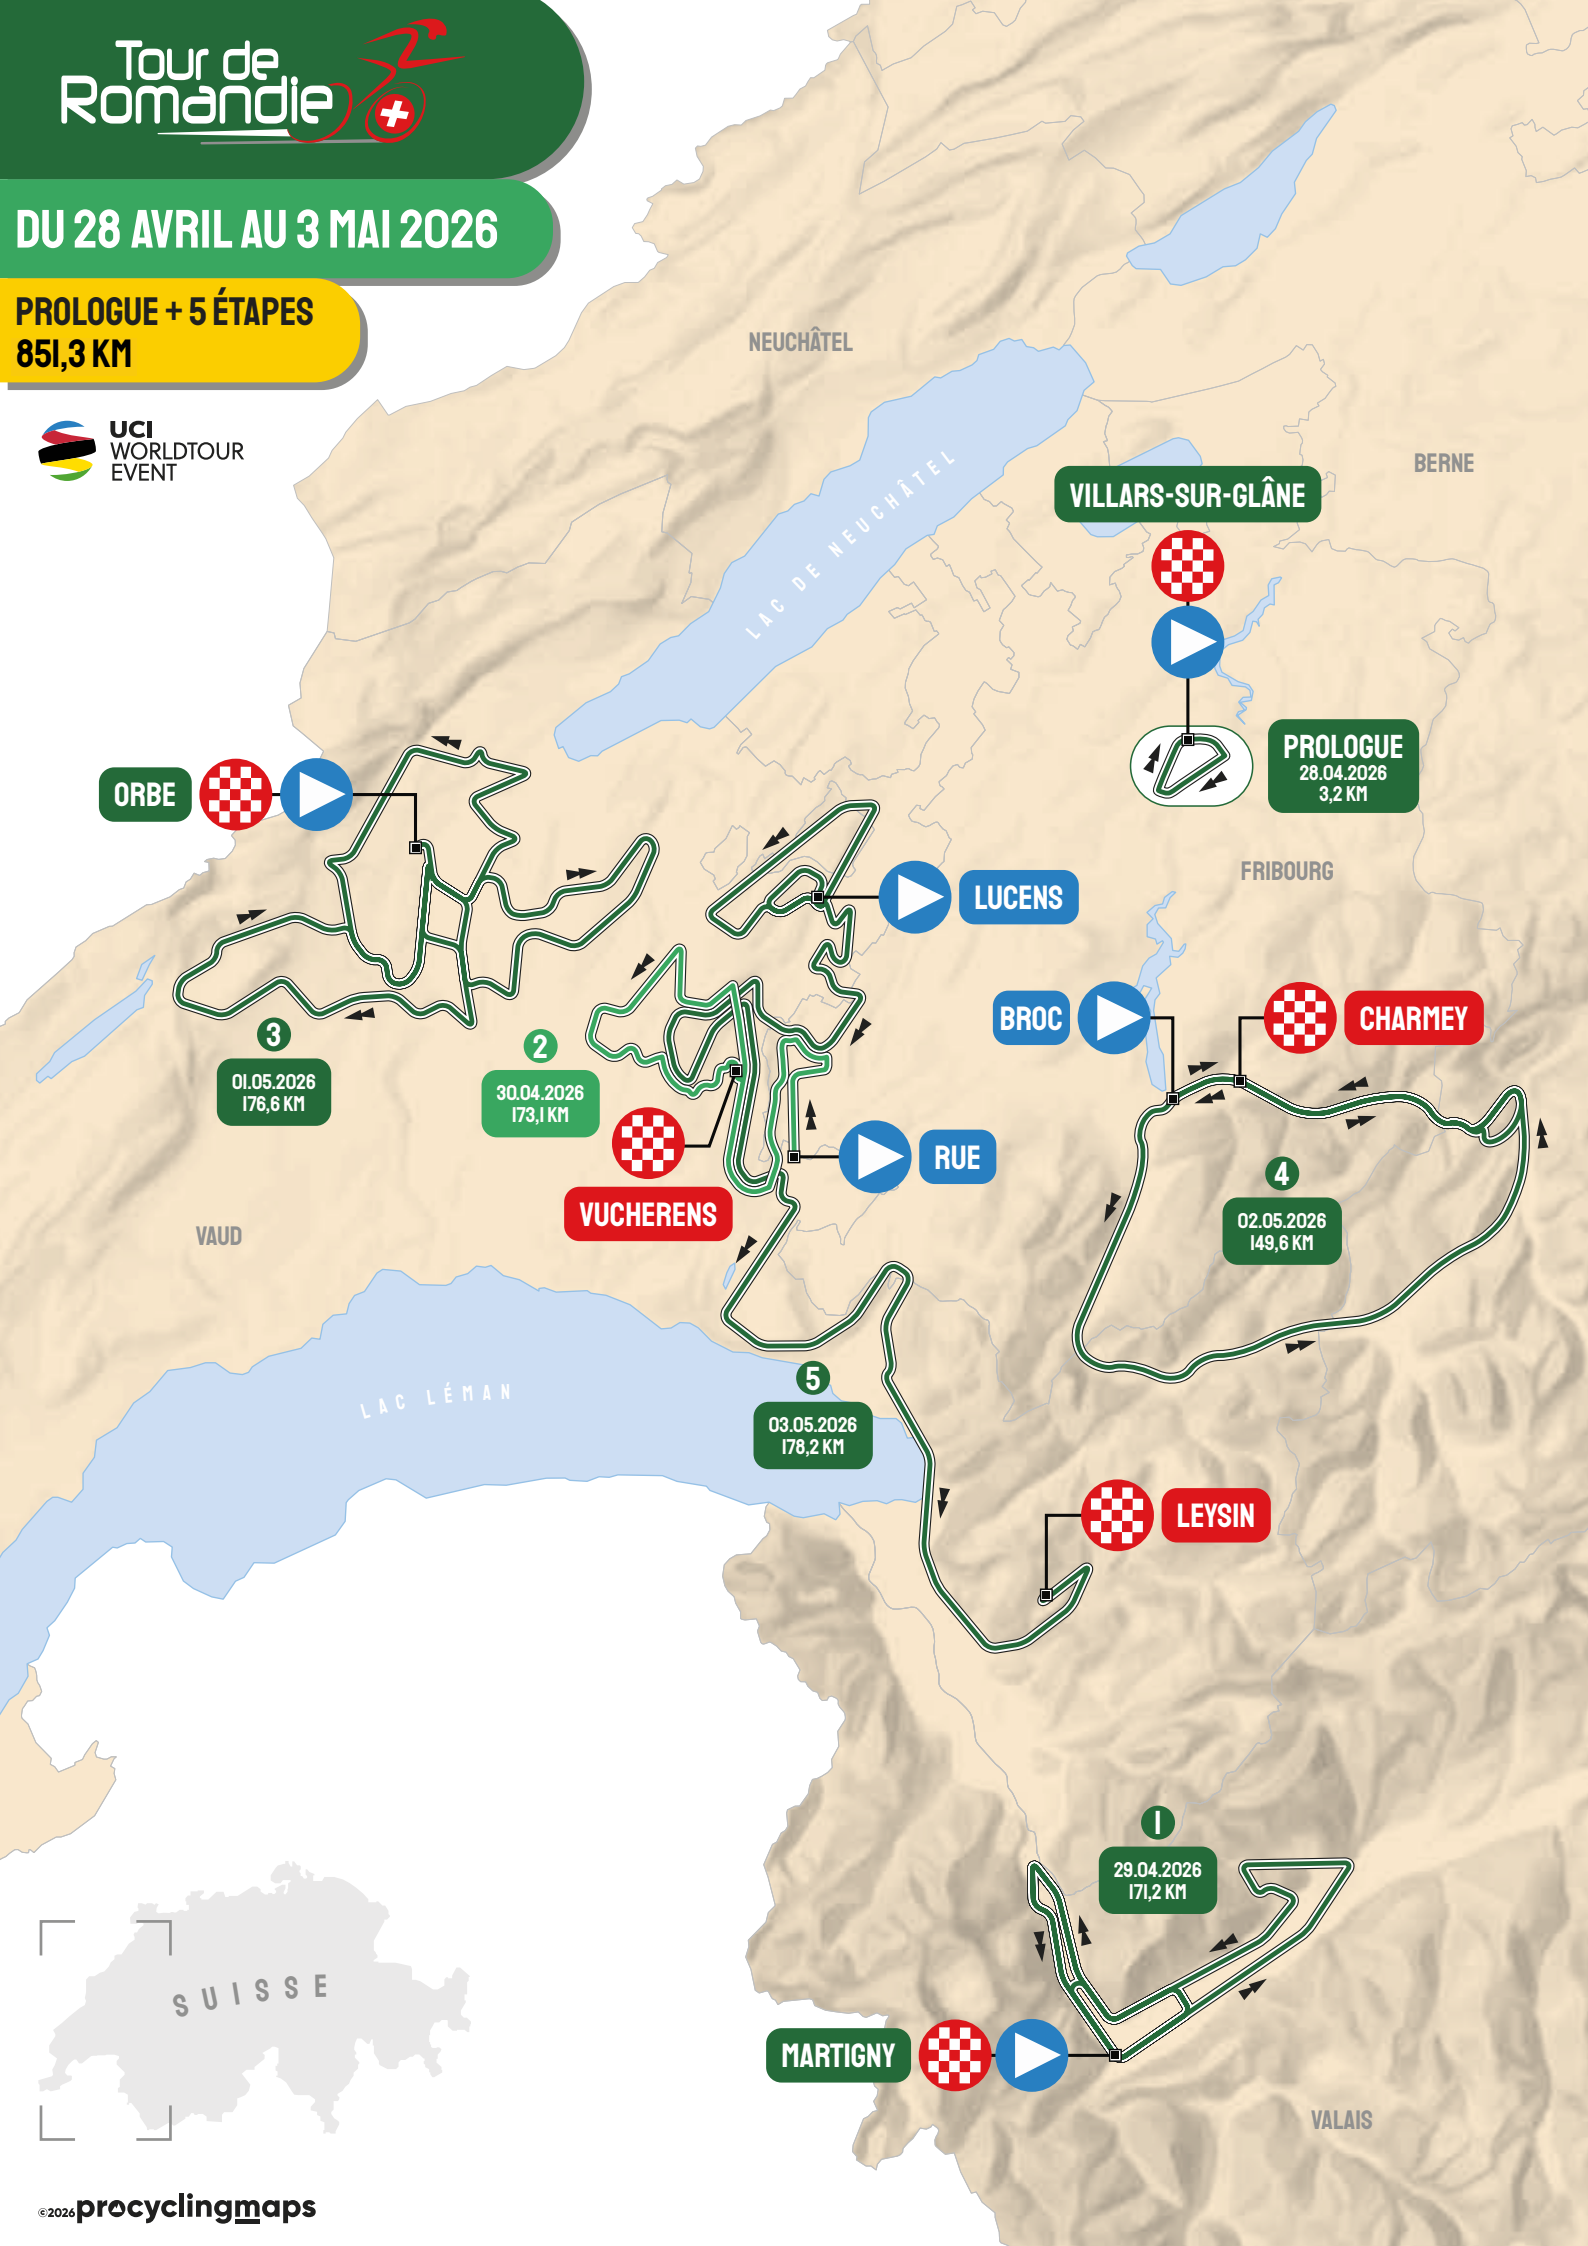 Tour de
Romandie
DU 28 AVRIL AU 3 MAI 2026
PROLOGUE + 5 ÉTAPES
851,3 KM
UCI
WORLDTOUR
EVENT
NEUCHÂTEL
BERNE
LAC DE NEUCHÂTEL
VILLARS-SUR-GLÂNE
PROLOGUE
28.04.2026
3,2 KM
ORBE
FRIBOURG
LUCENS
BROC
CHARMEY
3
01.05.2026
176,6 KM
2
30.04.2026
173,1 KM
RUE
VUCHERENS
4
02.05.2026
149,6 KM
VAUD
LAC LÉMAN
5
03.05.2026
178,2 KM
LEYSIN
1
29.04.2026
171,2 KM
SUISSE
MARTIGNY
VALAIS
©2026 procyclingmaps